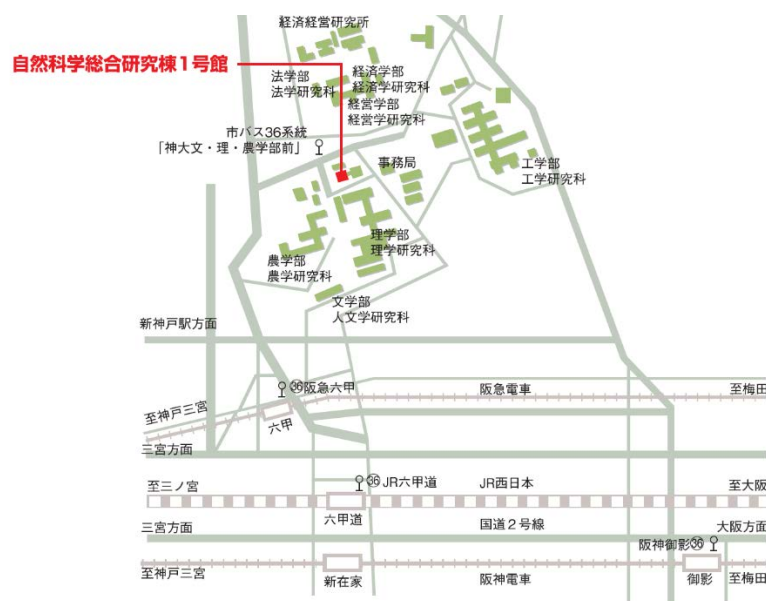 経済経営研究所
自然科学総合研究棟1号館
法学部
法学研究科
経済学部
経済学研究科
経営学部
経営学研究科
市バス36系統
「神大文・理・農学部前」
事務局
工学部
工学研究科
理学部
理学研究科
農学部
農学研究科
文学部
人文学研究科
新神戸駅方面
㊱阪急六甲
阪急電車
至梅田
至神戸三宮
六甲
三宮方面
㊱JR六甲道
JR西日本
至三ノ宮
至大阪
六甲道
三宮方面
国道2号線
大阪方面
阪神御影㊱
至神戸三宮
新在家
阪神電車
御影
至梅田